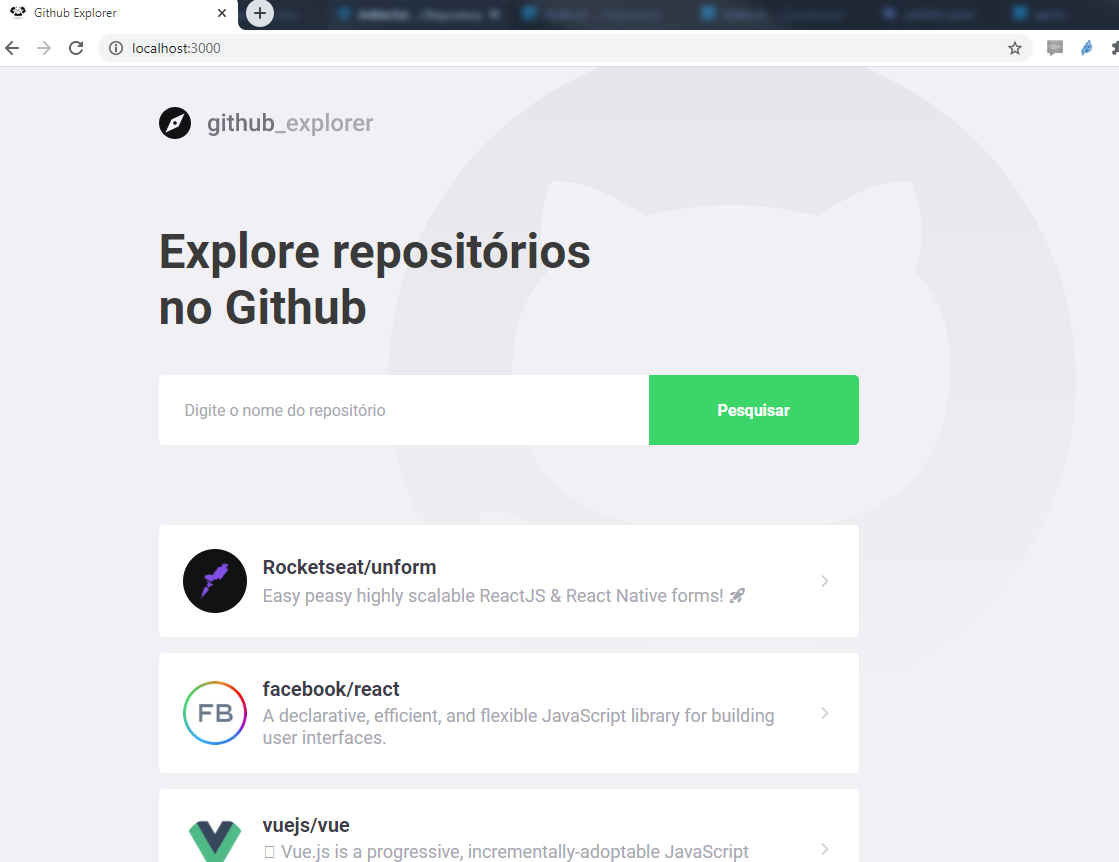 Github Explorer
localhost:3000
github_explorer
Explore repositórios
no Github
Digite o nome do repositório
Pesquisar
Rocketseat/unform
Easy peasy highly scalable ReactJS & React Native forms! 🚀
FB
facebook/react
A declarative, efficient, and flexible JavaScript library for building
user interfaces.
vuejs/vue
Vue.js is a progressive, incrementally-adoptable JavaScript